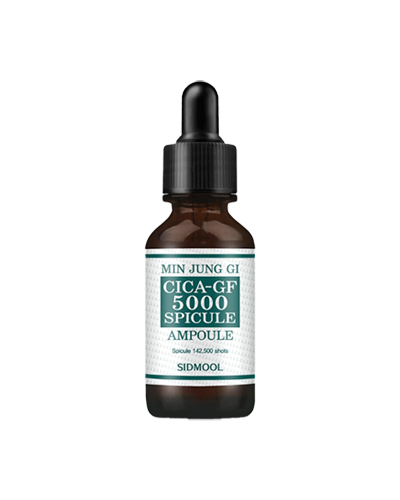 MIN JUNG GI
CICA-GF
5000
SPICULE
AMPOULE
Spicule 142,500 shots
SIDMOOL